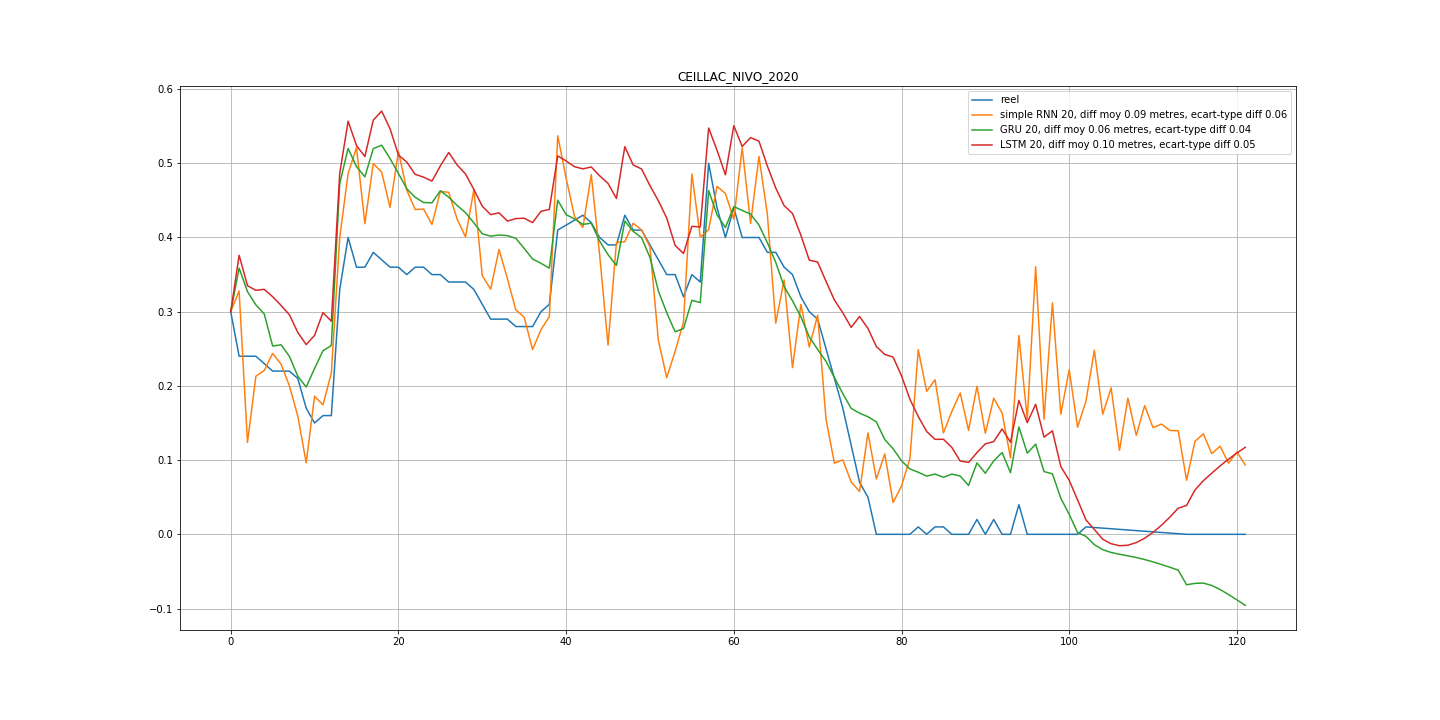 CEILLAC_NIVO_2020
0.6
0.5
0.4
0.3
0.2
0.1
0.0
−0.1
reel
simple RNN 20, diff moy 0.09 metres, ecart-type diff 0.06
GRU 20, diff moy 0.06 metres, ecart-type diff 0.04
LSTM 20, diff moy 0.10 metres, ecart-type diff 0.05
0 20 40 60 80 100 120